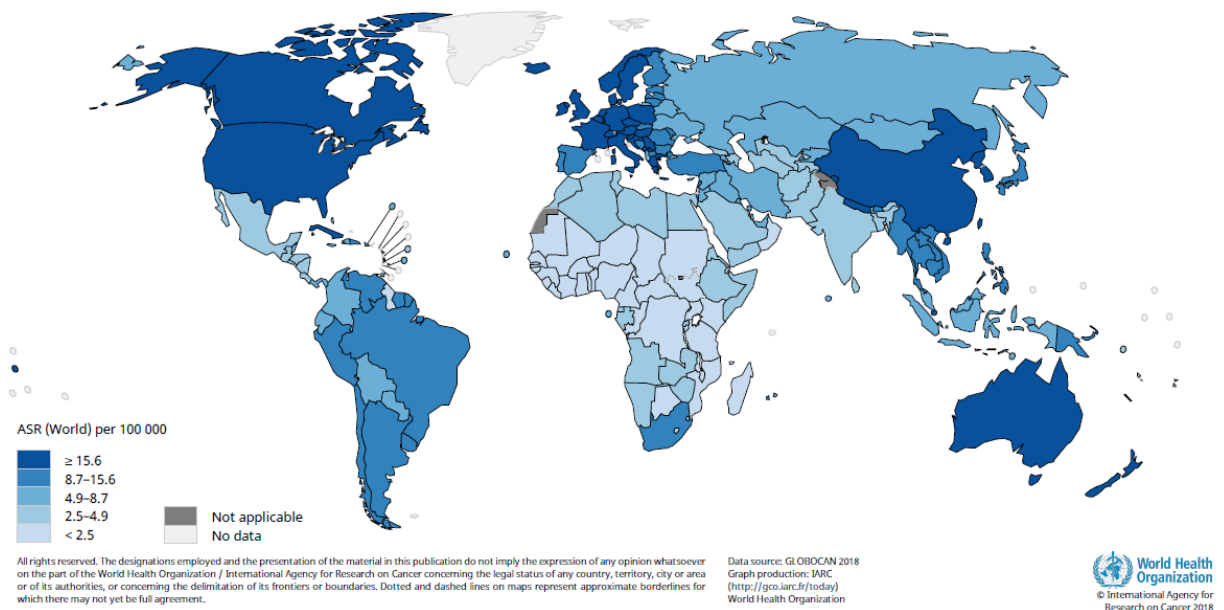 ASR (World) per 100 000
≥ 15.6
8.7–15.6
4.9–8.7
2.5–4.9
< 2.5
Not applicable
No data
All rights reserved. The designations employed and the presentation of the material in this publication do not imply the expression of any opinion whatsoever
on the part of the World Health Organization / International Agency for Research on Cancer concerning the legal status of any country, territory, city or area
or of its authorities, or concerning the delimitation of its frontiers or boundaries. Dotted and dashed lines on maps represent approximate borderlines for
which there may not yet be full agreement.
Data source: GLOBOCAN 2018
Graph production: IARC
(http://gco.iarc.fr/today)
World Health Organization
World Health
Organization
© International Agency for
Research on Cancer 2018